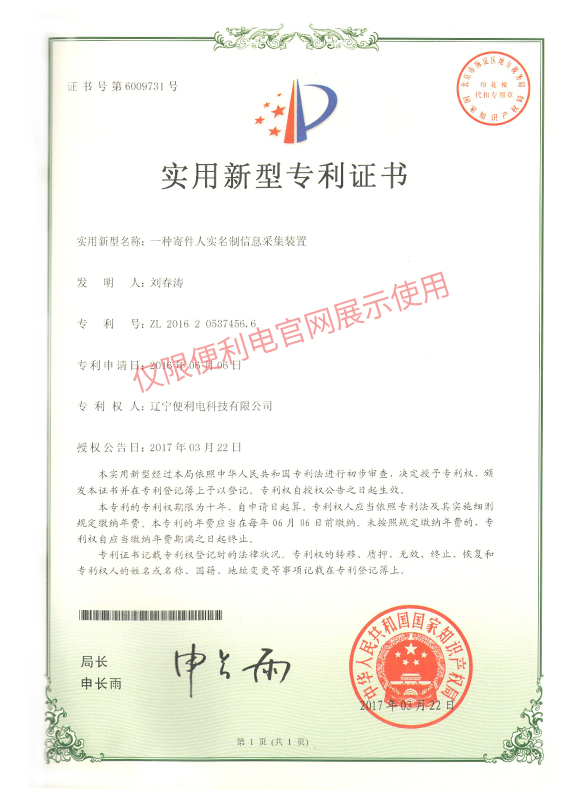 证书号第6009731号
北京市海淀区地方税务局
印花税
代扣专用章
国家知识产权局
实用新型专利证书
实用新型名称：一种寄件人实名制信息采集装置
发明人：刘春涛
专利号：ZL 2016 2 0537456.6
专利申请日：2016年06月06日
专利权人：辽宁便利电科技有限公司
授权公告日：2017年03月22日
仅限便利电官网展示使用
本实用新型经过本局依照中华人民共和国专利法进行初步审查，决定授予专利权，颁
发本证书并在专利登记簿上予以登记。专利权自授权公告之日起生效。
本专利的专利权期限为十年，自申请日起算。专利权人应当依照专利法及其实施细则
规定缴纳年费。本专利的年费应当在每年06月06日前缴纳。未按照规定缴纳年费的，专
利权自应当缴纳年费期满之日起终止。
专利证书记载专利权登记时的法律状况。专利权的转移、质押、无效、终止、恢复和
专利权人的姓名或名称、国籍、地址变更等事项记载在专利登记簿上。
局长
申长雨
申长雨
中华人民共和国国家知识产权局
2017年03月22日
第1页(共1页)